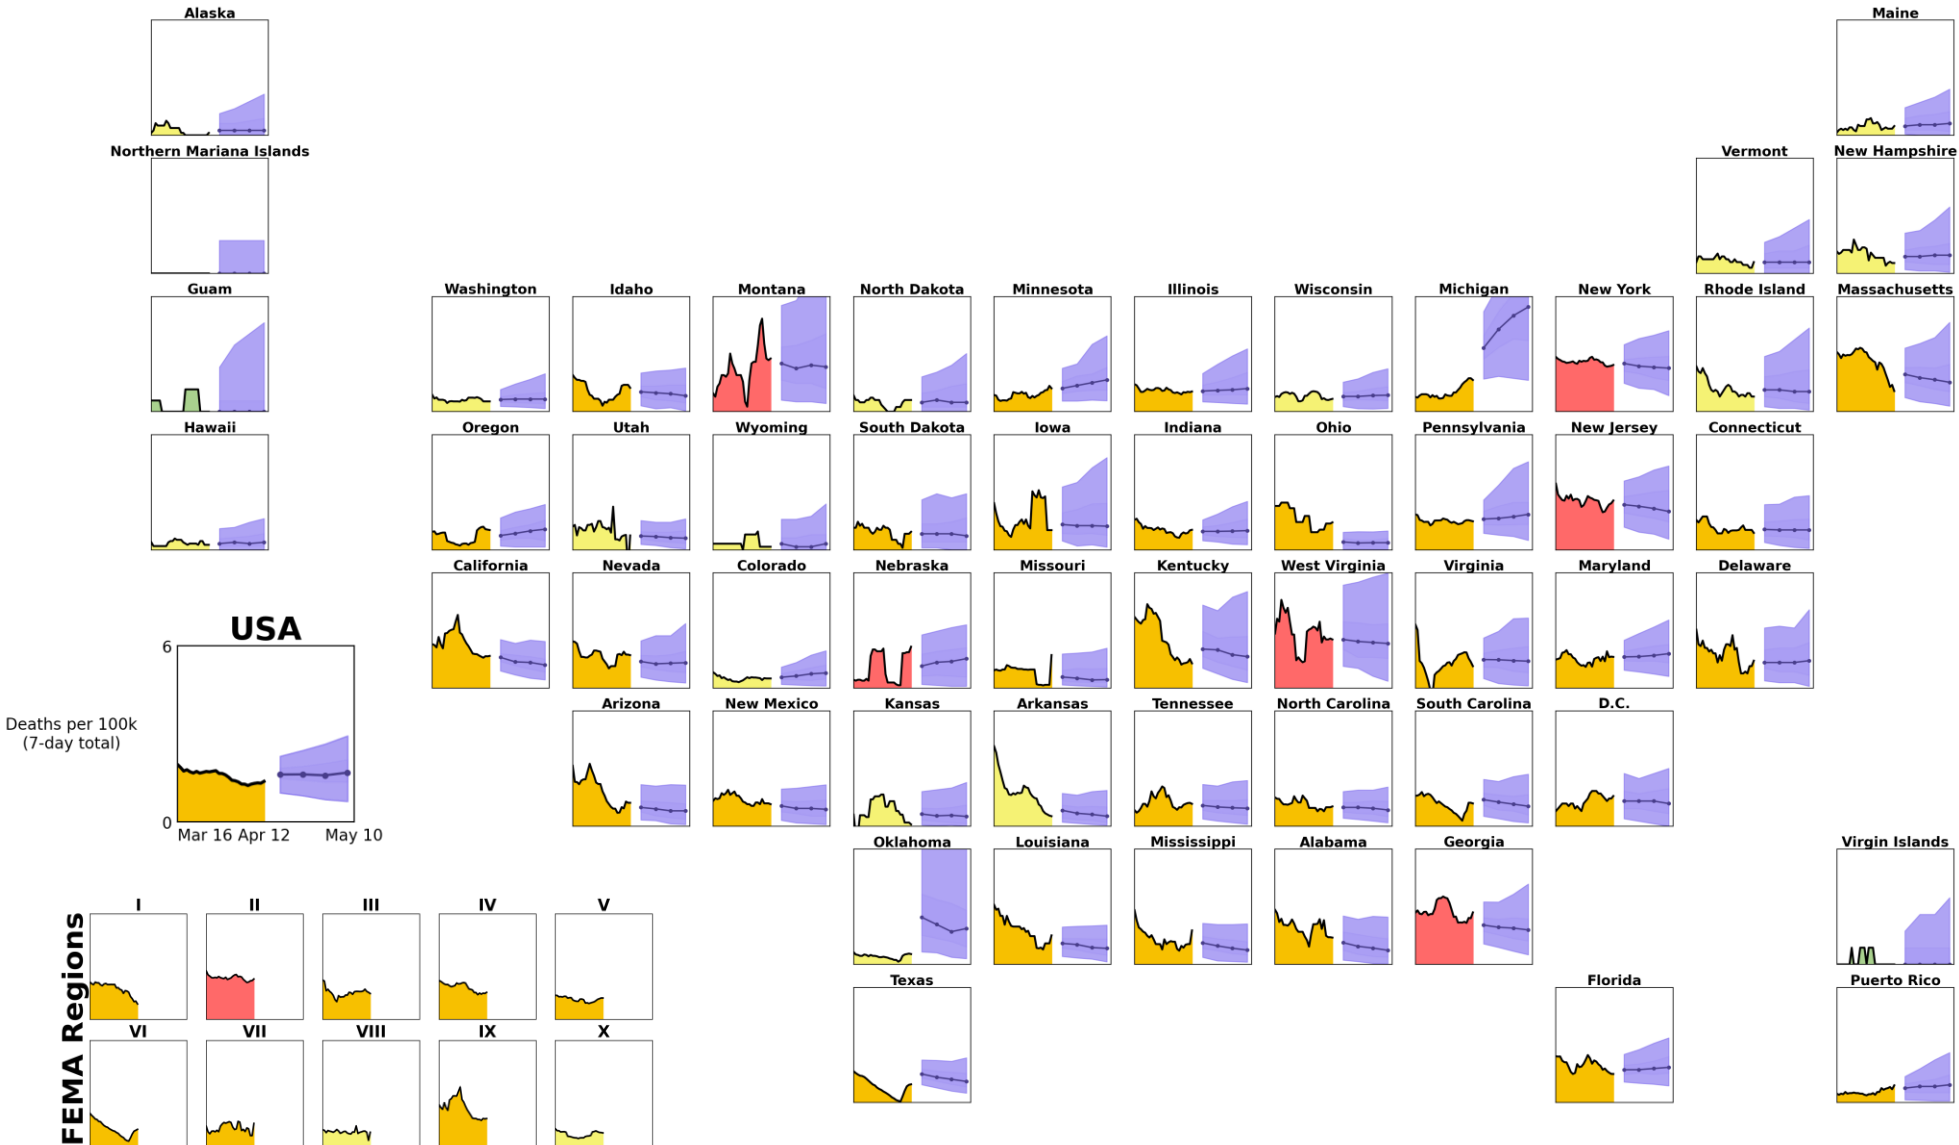 Alaska
Maine
Northern Mariana Islands
Vermont
New Hampshire
Guam
Washington
Idaho
Montana
North Dakota
Minnesota
Illinois
Wisconsin
Michigan
New York
Rhode Island
Massachusetts
Hawaii
Oregon
Utah
Wyoming
South Dakota
Iowa
Indiana
Ohio
Pennsylvania
New Jersey
Connecticut
California
Nevada
Colorado
Nebraska
Missouri
Kentucky
West Virginia
Virginia
Maryland
Delaware
USA
6
Deaths per 100k
(7-day total)
0
Mar 16 Apr 12 May 10
Arizona
New Mexico
Kansas
Arkansas
Tennessee
North Carolina
South Carolina
D.C.
Oklahoma
Louisiana
Mississippi
Alabama
Georgia
Virgin Islands
Texas
Florida
Puerto Rico
FEMA Regions
I
II
III
IV
V
VI
VII
VIII
IX
X